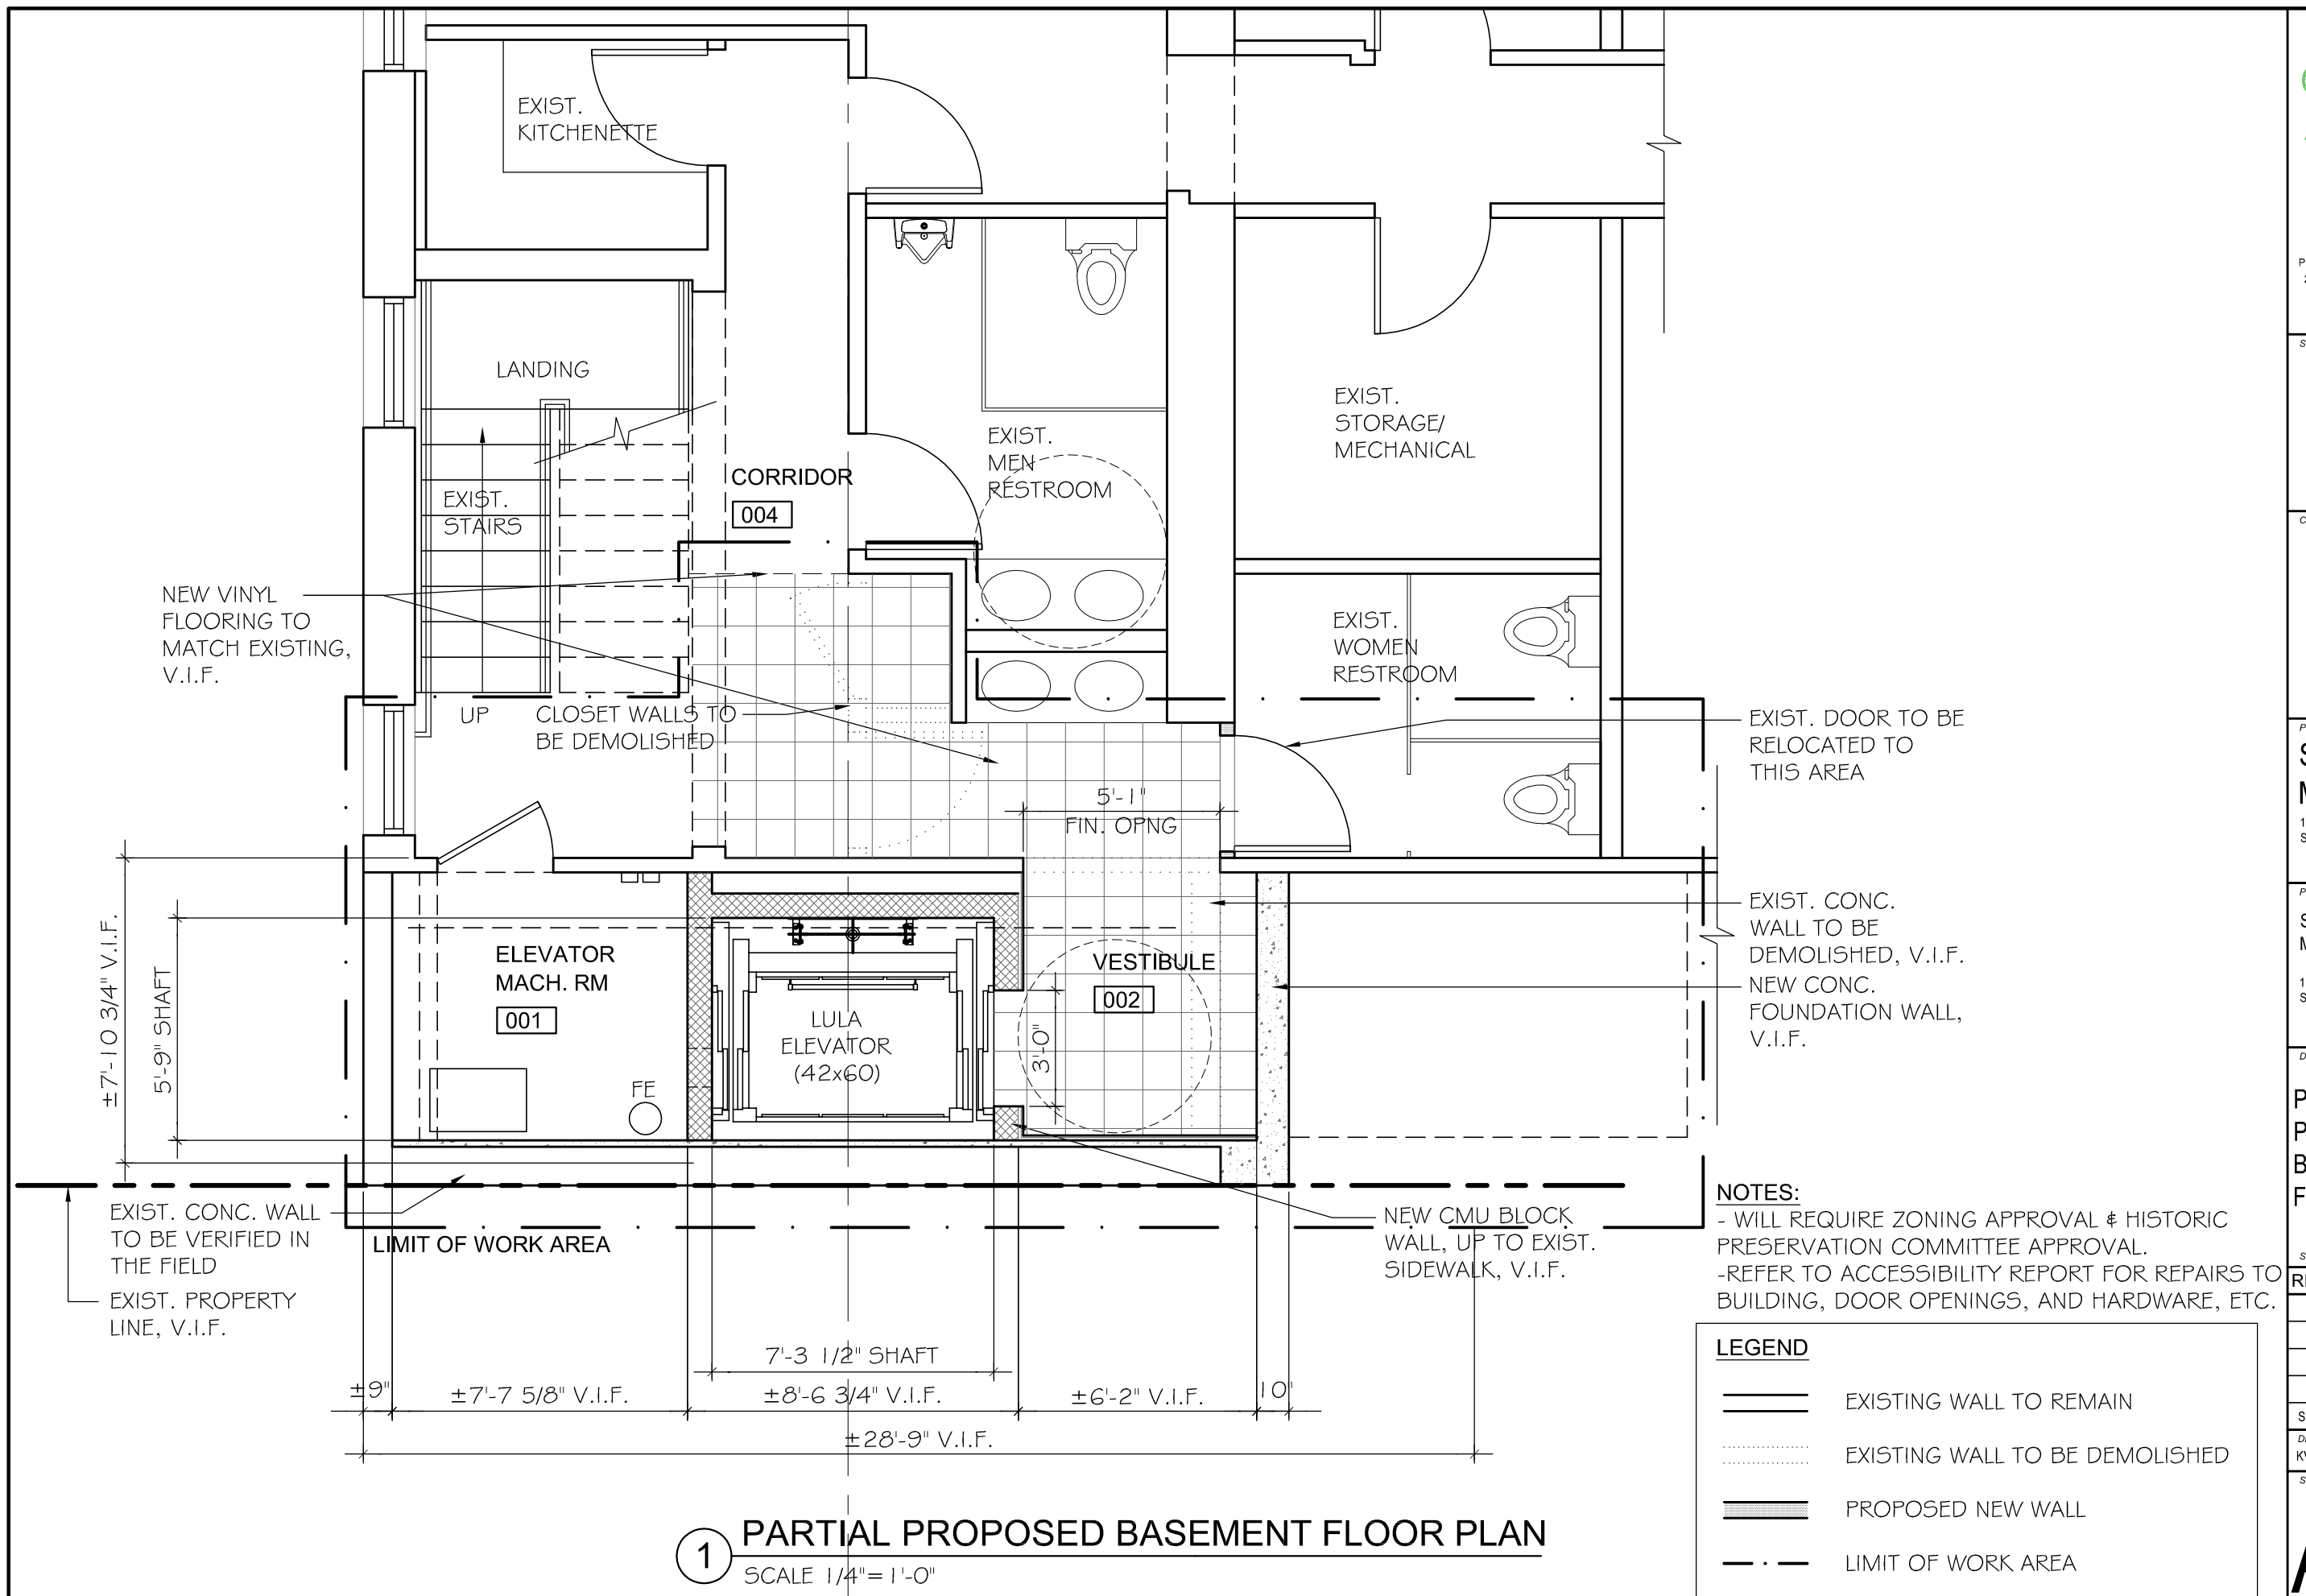 EXIST.
KITCHENETTE
LANDING
EXIST.
STAIRS
UP
CORRIDOR
004
EXIST.
MEN
RESTROOM
EXIST.
STORAGE/
MECHANICAL
EXIST.
WOMEN
RESTROOM
NEW VINYL
FLOORING TO
MATCH EXISTING,
V.I.F.
CLOSET WALLS TO
BE DEMOLISHED
EXIST. DOOR TO BE
RELOCATED TO
THIS AREA
5'-1"
FIN. OPNG
±7'-10 3/4" V.I.F.
5'-9" SHAFT
ELEVATOR
MACH. RM
001
FE
LULA
ELEVATOR
(42x60)
3'-0"
VESTIBULE
002
EXIST. CONC.
WALL TO BE
DEMOLISHED, V.I.F.
NEW CONC.
FOUNDATION WALL,
V.I.F.
EXIST. CONC. WALL
TO BE VERIFIED IN
THE FIELD
LIMIT OF WORK AREA
EXIST. PROPERTY
LINE, V.I.F.
NEW CMU BLOCK
WALL, UP TO EXIST.
SIDEWALK, V.I.F.
7'-3 1/2" SHAFT
±9"
±7'-7 5/8" V.I.F.
±8'-6 3/4" V.I.F.
±6'-2" V.I.F.
10"
±28'-9" V.I.F.
NOTES:
- WILL REQUIRE ZONING APPROVAL & HISTORIC
PRESERVATION COMMITTEE APPROVAL.
-REFER TO ACCESSIBILITY REPORT FOR REPAIRS TO
BUILDING, DOOR OPENINGS, AND HARDWARE, ETC.
LEGEND
EXISTING WALL TO REMAIN
EXISTING WALL TO BE DEMOLISHED
PROPOSED NEW WALL
LIMIT OF WORK AREA
1
PARTIAL PROPOSED BASEMENT FLOOR PLAN
SCALE 1/4"=1'-0"